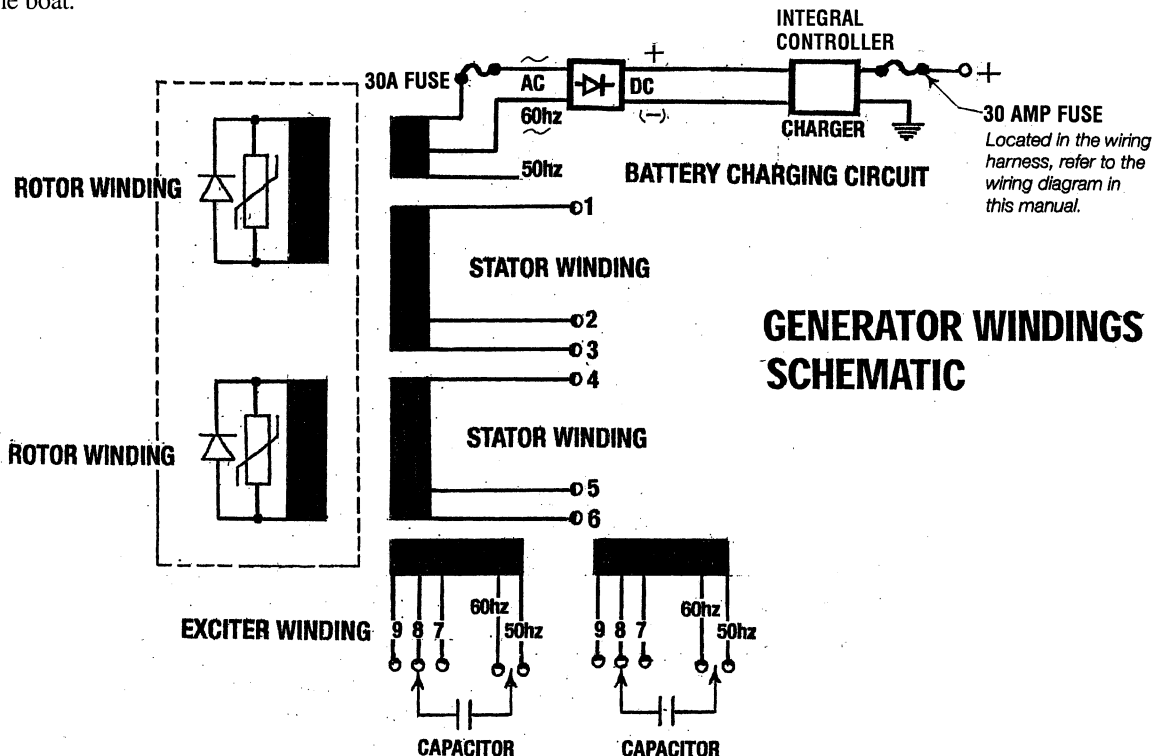 he boat.
INTEGRAL
CONTROLLER
30A FUSE
~
AC
60hz
~
50hz
+
DC
(-)
CHARGER
+
30 AMP FUSE
Located in the wiring
harness, refer to the
wiring diagram in
this manual.
BATTERY CHARGING CIRCUIT
ROTOR WINDING
1
STATOR WINDING
2
3
GENERATOR WINDINGS
SCHEMATIC
4
STATOR WINDING
ROTOR WINDING
5
6
EXCITER WINDING
9 8 7 60hz 50hz
9 8 7 60hz 50hz
CAPACITOR
CAPACITOR